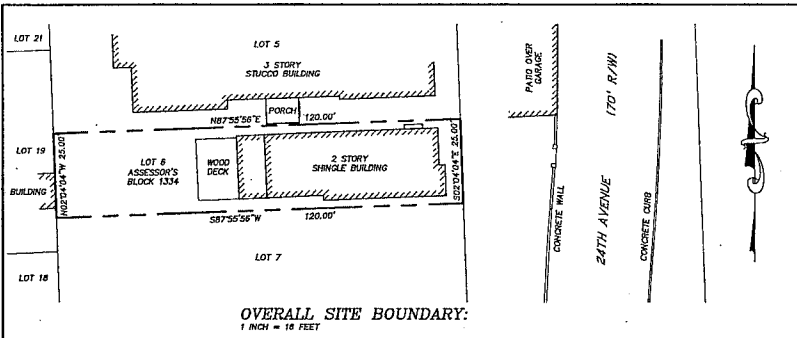 LOT 21
LOT 5
3 STORY
STUCCO BUILDING
PATIO OVER
GARAGE
(70' R/W)
PORCH
N87°55'56"E 120.00'
LOT 19
N02°04'04"W 25.00'
LOT 6
ASSESSOR'S
BLOCK 1334
WOOD
DECK
2 STORY
SHINGLE BUILDING
S02°04'04"E 25.00'
BUILDING
S87°55'56"W 120.00'
CONCRETE WALL
24TH AVENUE
CONCRETE CURB
LOT 7
LOT 18
OVERALL SITE BOUNDARY:
1 INCH = 16 FEET